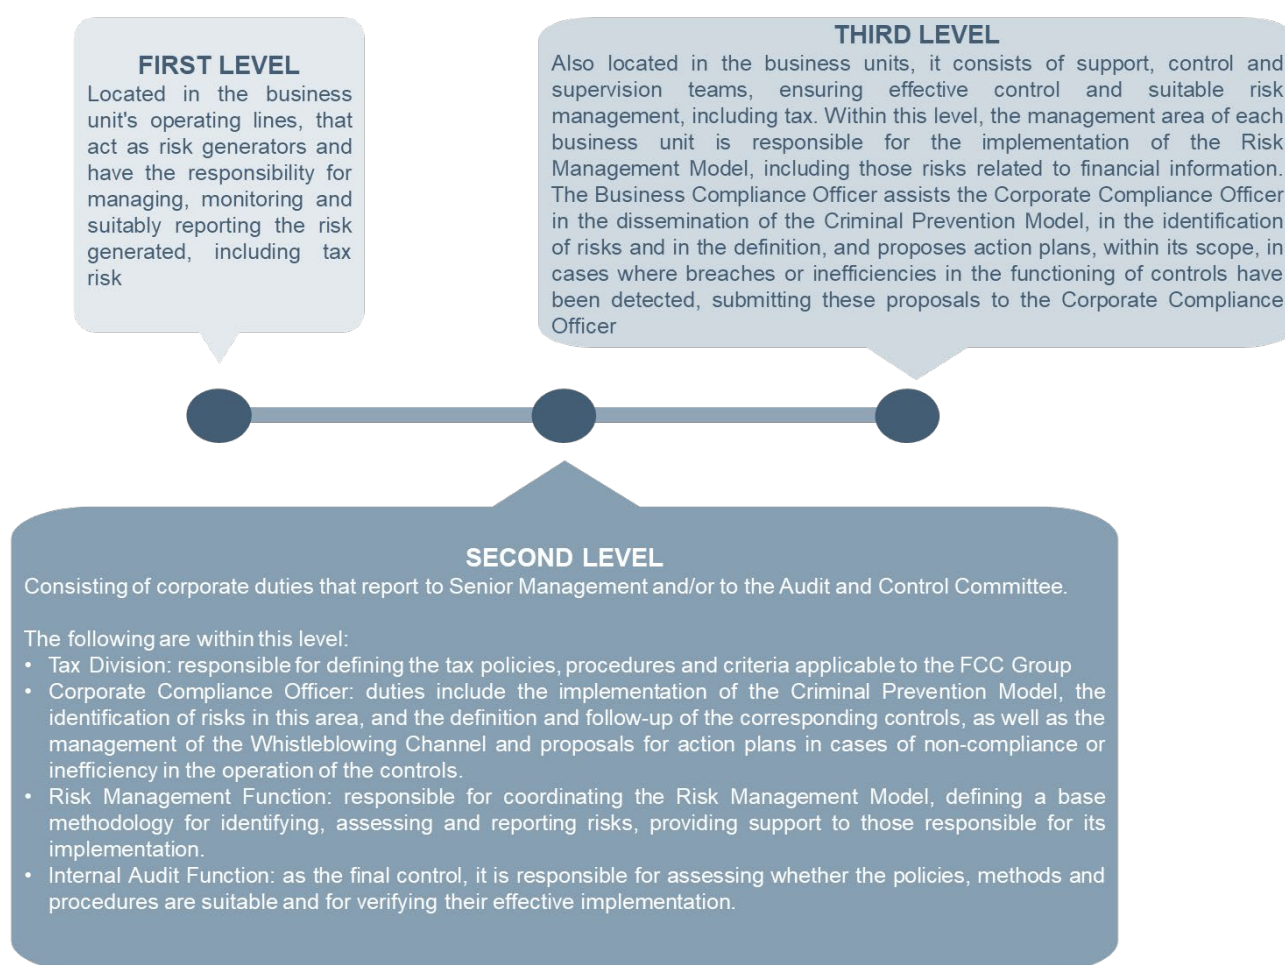 FIRST LEVEL
Located in the business
unit's operating lines, that
act as risk generators and
have the responsibility for
managing, monitoring and
suitably reporting the risk
generated, including tax
risk
THIRD LEVEL
Also located in the business units, it consists of support, control and
supervision teams, ensuring effective control and suitable risk
management, including tax. Within this level, the management area of each
business unit is responsible for the implementation of the Risk
Management Model, including those risks related to financial information.
The Business Compliance Officer assists the Corporate Compliance Officer
in the dissemination of the Criminal Prevention Model, in the identification
of risks and in the definition, and proposes action plans, within its scope, in
cases where breaches or inefficiencies in the functioning of controls have
been detected, submitting these proposals to the Corporate Compliance
Officer
SECOND LEVEL
Consisting of corporate duties that report to Senior Management and/or to the Audit and Control Committee.
The following are within this level:
• Tax Division: responsible for defining the tax policies, procedures and criteria applicable to the FCC Group
• Corporate Compliance Officer: duties include the implementation of the Criminal Prevention Model, the
identification of risks in this area, and the definition and follow-up of the corresponding controls, as well as the
management of the Whistleblowing Channel and proposals for action plans in cases of non-compliance or
inefficiency in the operation of the controls.
• Risk Management Function: responsible for coordinating the Risk Management Model, defining a base
methodology for identifying, assessing and reporting risks, providing support to those responsible for its
implementation.
• Internal Audit Function: as the final control, it is responsible for assessing whether the policies, methods and
procedures are suitable and for verifying their effective implementation.